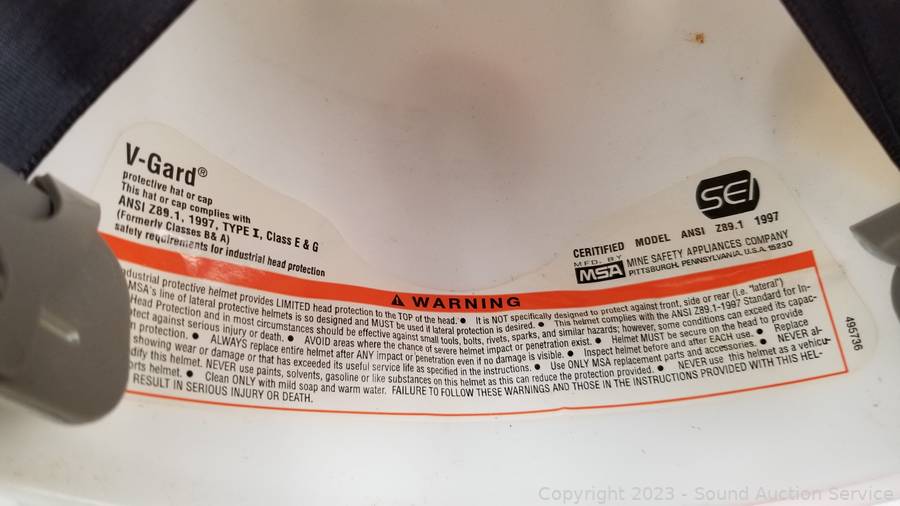 V-Gard®
protective hat or cap
This hat or cap complies with
ANSI Z89.1, 1997, TYPE I, Class E & G
(Formerly Classes B& A)
safety requirements for industrial head protection
SEI
CERTIFIED MODEL ANSI Z89.1 1997
MFD. BY
MSA MINE SAFETY APPLIANCES COMPANY
PITTSBURGH, PENNSYLVANIA, U.S.A. 15230
⚠ WARNING
dustrial protective helmet provides LIMITED head protection to the TOP of the head. ● It is NOT specifically designed to protect against front, side or rear (i.e. "lateral")
MSA's line of lateral protective helmets is so designed and MUST be used if lateral protection is desired. ● This helmet complies with the ANSI Z89.1-1997 Standard for In-
Head Protection and in most circumstances should be effective against small tools, bolts, rivets, sparks, and similar hazards; however, some conditions can exceed its capac-
tect against serious injury or death. ● AVOID areas where the chance of severe helmet impact or penetration exist. ● Helmet MUST be secure on the head to provide
n protection. ● ALWAYS replace entire helmet after ANY impact or penetration even if no damage is visible. ● Inspect helmet before and after EACH use. ● Replace
showing wear or damage or that has exceeded its useful service life as specified in the instructions. ● Use ONLY MSA replacement parts and accessories. ● NEVER al-
dify this helmet. NEVER use paints, solvents, gasoline or like substances on this helmet as this can reduce the protection provided. ● NEVER use this helmet as a vehicu-
rts helmet. ● Clean ONLY with mild soap and warm water. FAILURE TO FOLLOW THESE WARNINGS AND THOSE IN THE INSTRUCTIONS PROVIDED WITH THIS HEL-
RESULT IN SERIOUS INJURY OR DEATH.
495736
Copyright 2023 - Sound Auction Service